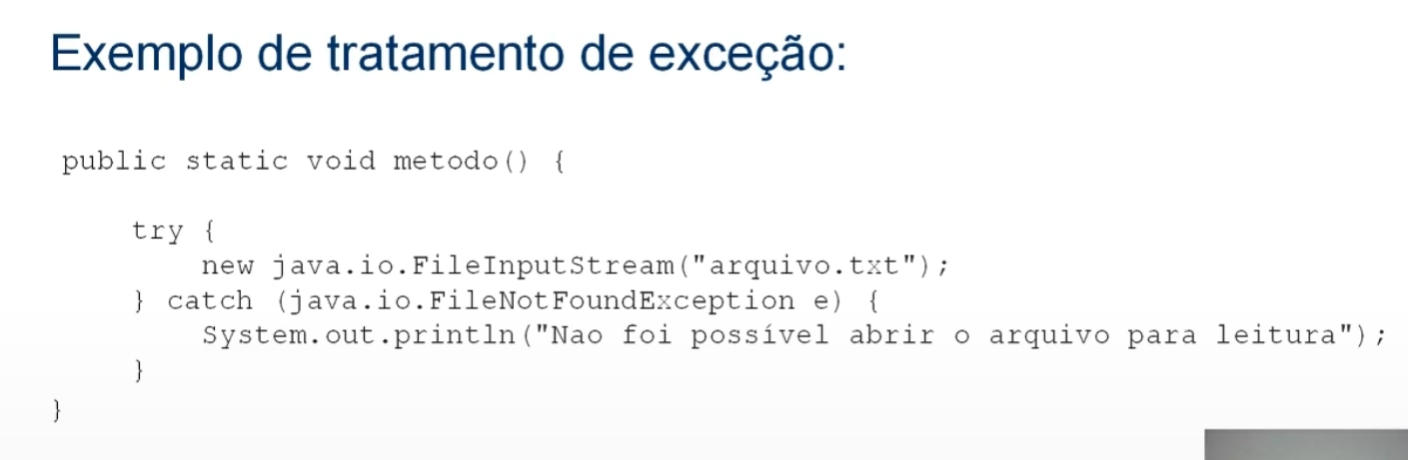 Exemplo de tratamento de exceção:
public static void metodo() {
try {
new java.io.FileInputStream("arquivo.txt");
} catch (java.io.FileNotFoundException e) {
System.out.println("Nao foi possível abrir o arquivo para leitura");
}
}